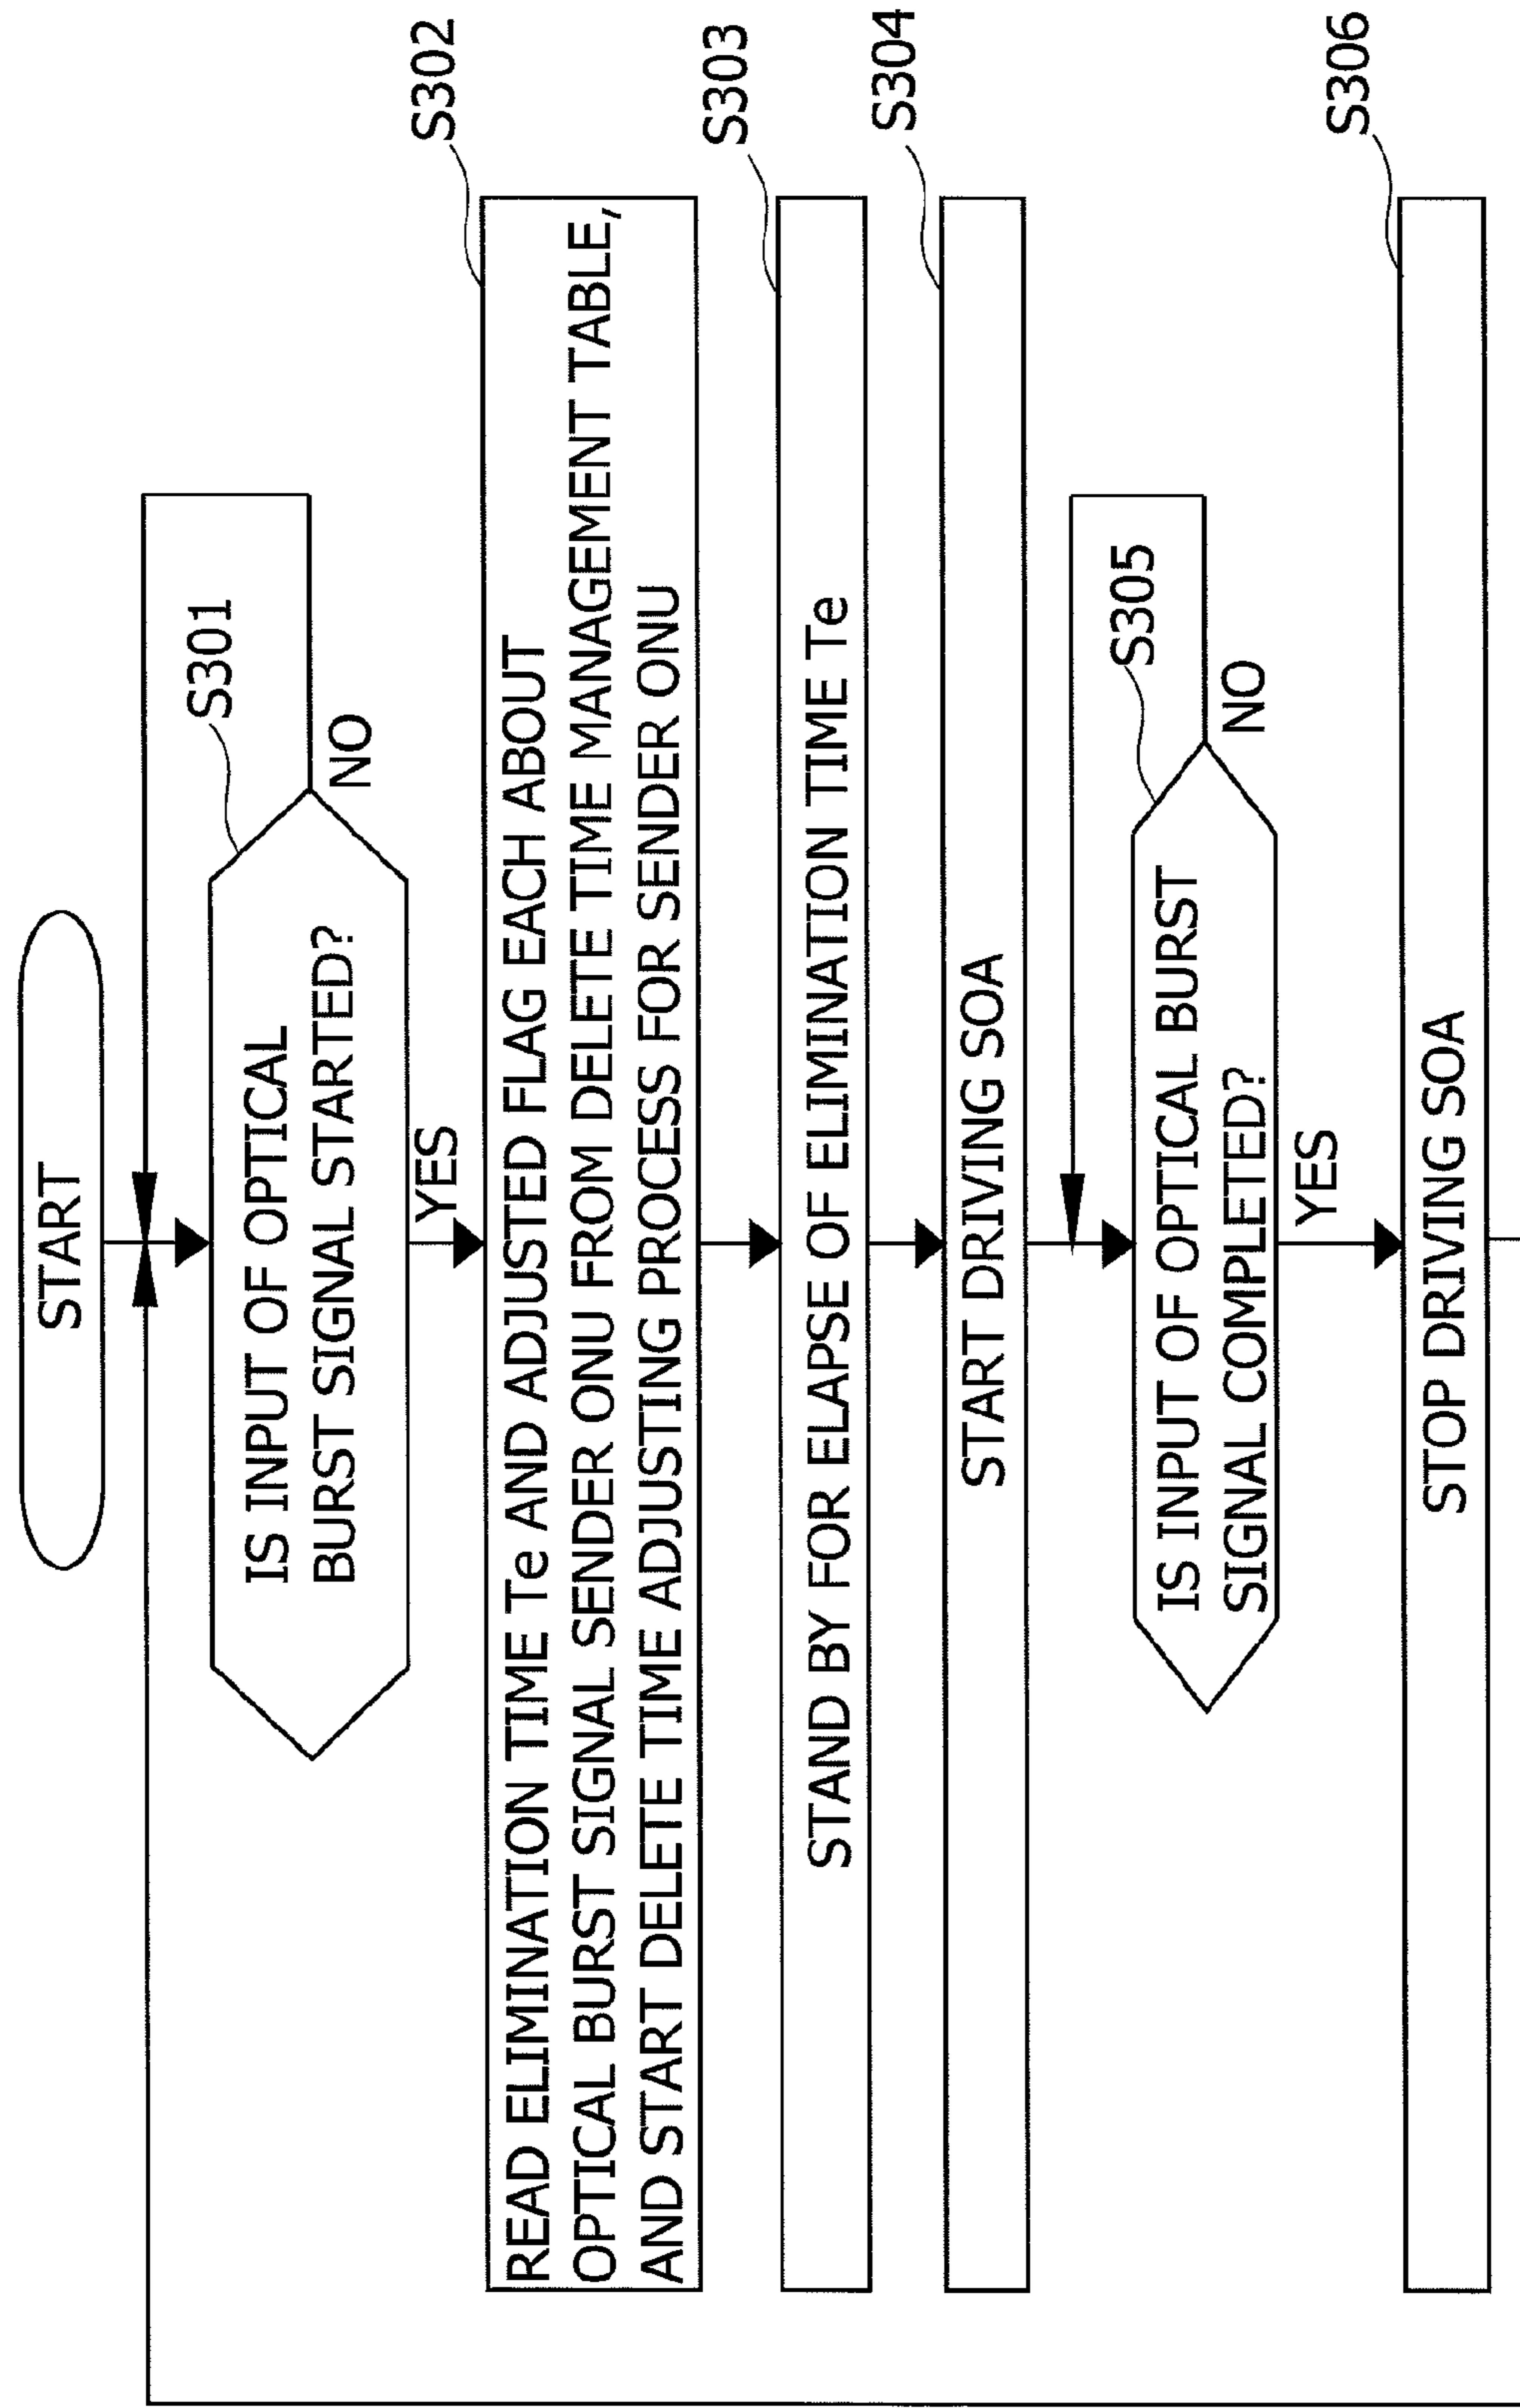 START
S301
IS INPUT OF OPTICAL
BURST SIGNAL STARTED?
NO
YES
S302
READ ELIMINATION TIME Te AND ADJUSTED FLAG EACH ABOUT
OPTICAL BURST SIGNAL SENDER ONU FROM DELETE TIME MANAGEMENT TABLE,
AND START DELETE TIME ADJUSTING PROCESS FOR SENDER ONU
S303
STAND BY FOR ELAPSE OF ELIMINATION TIME Te
S304
START DRIVING SOA
S305
IS INPUT OF OPTICAL BURST
SIGNAL COMPLETED?
NO
YES
S306
STOP DRIVING SOA